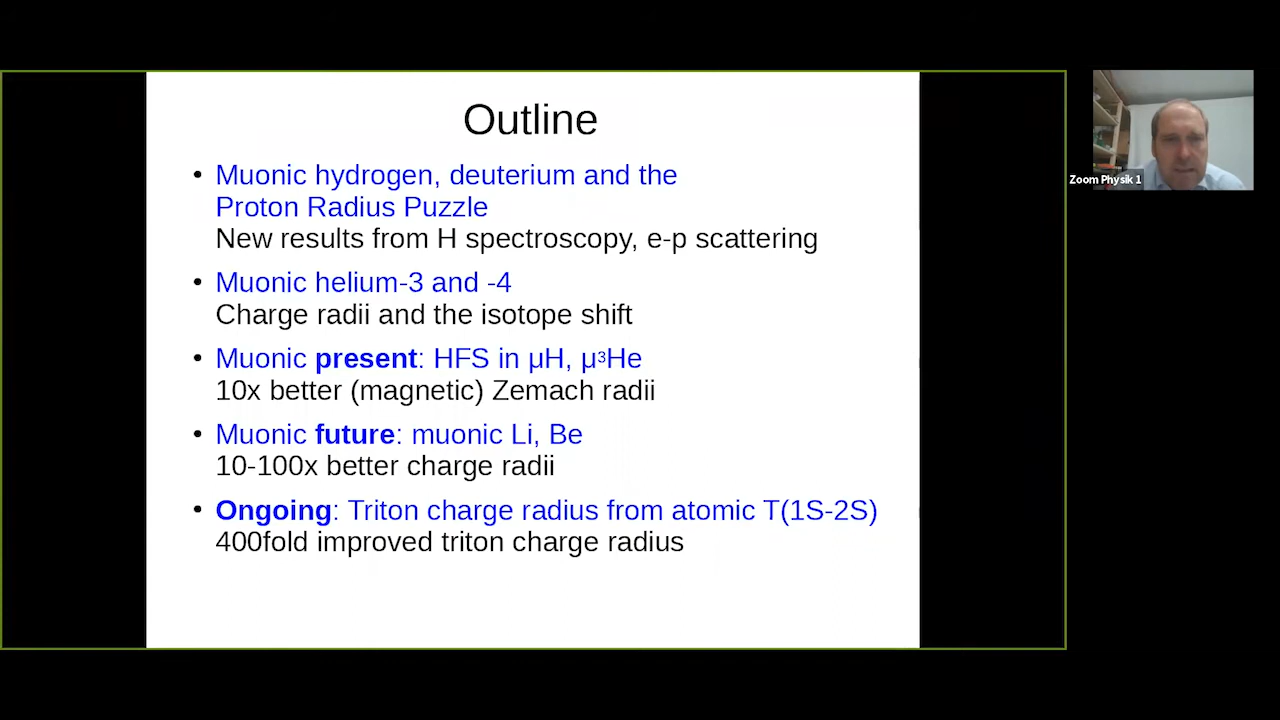 Outline
• Muonic hydrogen, deuterium and the
Proton Radius Puzzle
New results from H spectroscopy, e-p scattering
• Muonic helium-3 and -4
Charge radii and the isotope shift
• Muonic present: HFS in μH, μ³He
10x better (magnetic) Zemach radii
• Muonic future: muonic Li, Be
10-100x better charge radii
• Ongoing: Triton charge radius from atomic T(1S-2S)
400fold improved triton charge radius
Zoom Physik 1